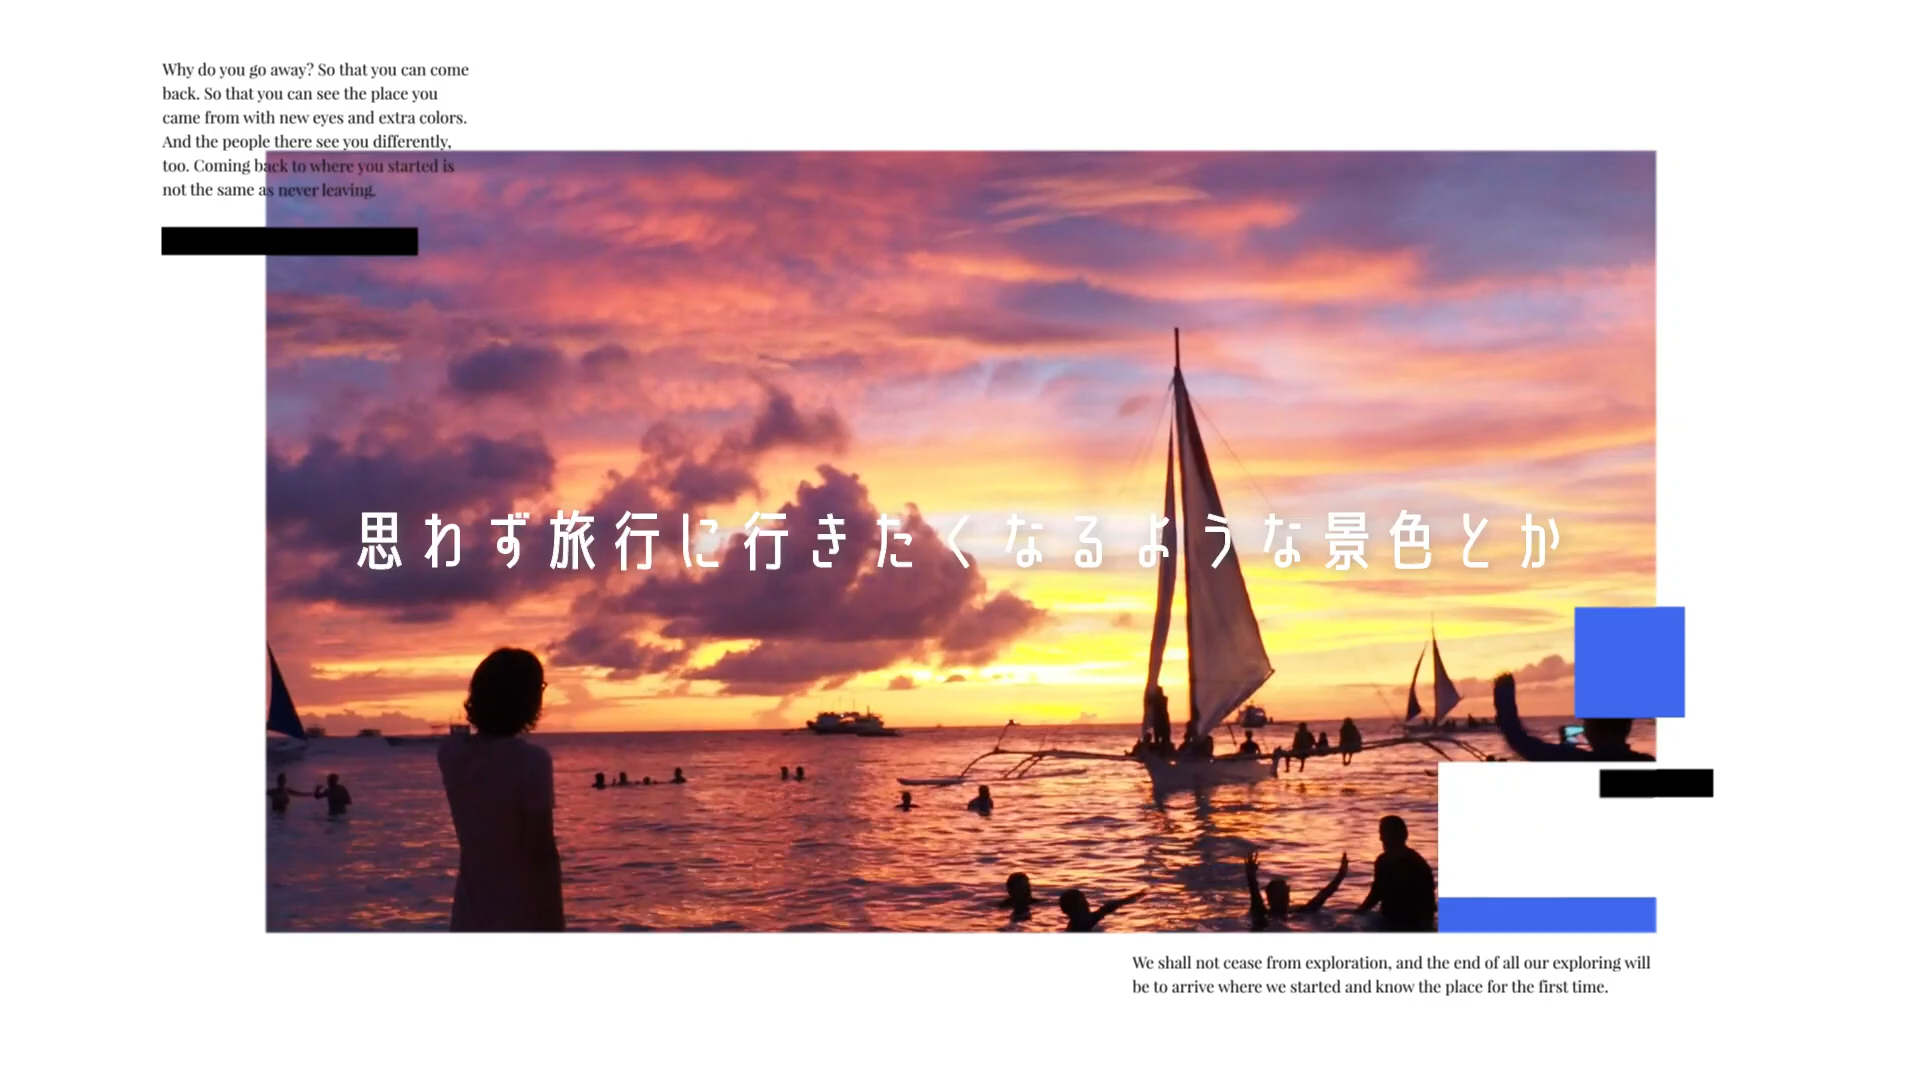 Why do you go away? So that you can come
back. So that you can see the place you
came from with new eyes and extra colors.
And the people there see you differently,
too. Coming back to where you started is
not the same as never leaving.
思わず旅行に行きたくなるような景色とか
We shall not cease from exploration, and the end of all our exploring will
be to arrive where we started and know the place for the first time.